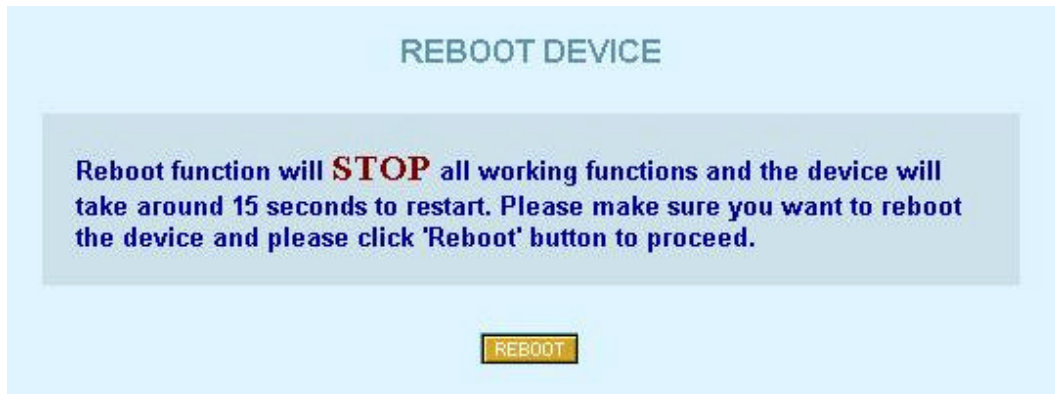 REBOOT DEVICE
Reboot function will STOP all working functions and the device will
take around 15 seconds to restart. Please make sure you want to reboot
the device and please click 'Reboot' button to proceed.
REBOOT